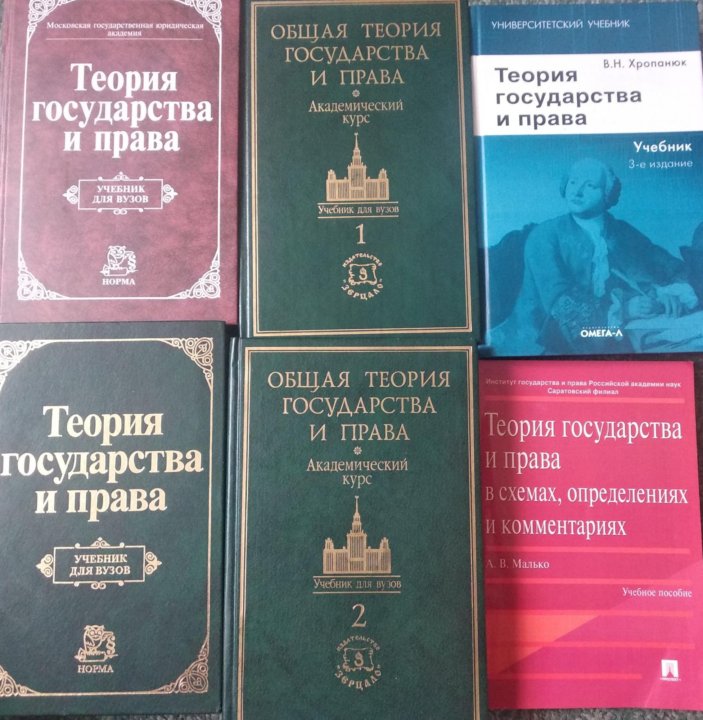 Московская государственная юридическая
академия
Теория
государства
и права
УЧЕБНИК
ДЛЯ ВУЗОВ
НОРМА
ОБЩАЯ ТЕОРИЯ
ГОСУДАРСТВА
И ПРАВА
Академический
курс
Учебник для вузов
1
ИЗДАТЕЛЬСТВО
"ЗЕРЦАЛО"
УНИВЕРСИТЕТСКИЙ УЧЕБНИК
В.Н. Хропанюк
Теория
государства
и права
Учебник
3-е издание
ОМЕГА-Л
Теория
государства
и права
УЧЕБНИК
ДЛЯ ВУЗОВ
НОРМА
ОБЩАЯ ТЕОРИЯ
ГОСУДАРСТВА
И ПРАВА
Академический
курс
Учебник для вузов
2
ИЗДАТЕЛЬСТВО
"ЗЕРЦАЛО"
Институт государства и права Российской академии наук
Саратовский филиал
Теория государства
и права
в схемах, определениях
и комментариях
А. В. Малько
Учебное пособие